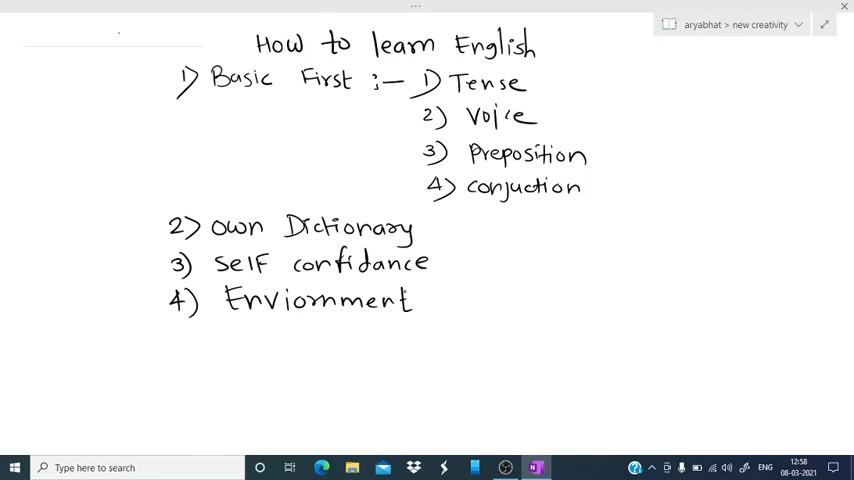 ...
aryabhat > new creativity
How to learn English
1) Basic First :- 1) Tense
2) Voice
3) Preposition
4) conjuction
2) own Dictionary
3) Self confidance
4) Enviornment
Type here to search
ENG
12:58
08-03-2021